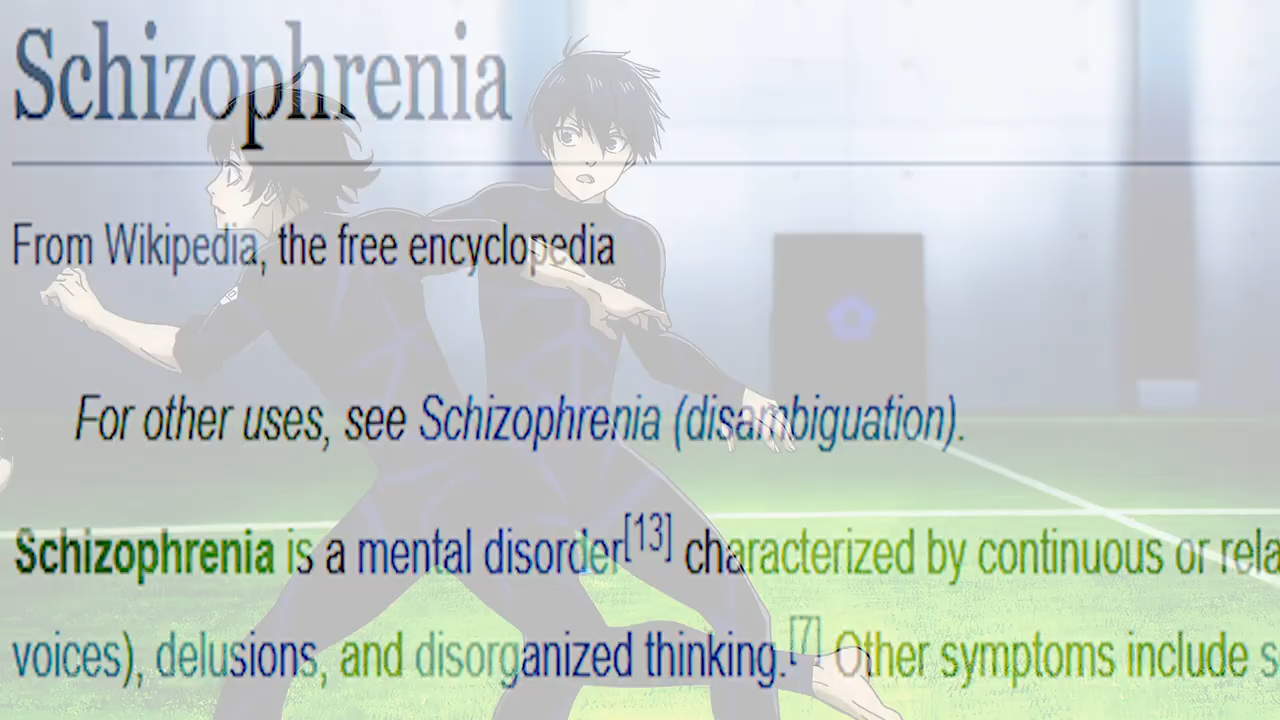 Schizophrenia
From Wikipedia, the free encyclopedia
For other uses, see Schizophrenia (disambiguation).
Schizophrenia is a mental disorder[13] characterized by continuous or rela
voices), delusions, and disorganized thinking.[7] Other symptoms include s